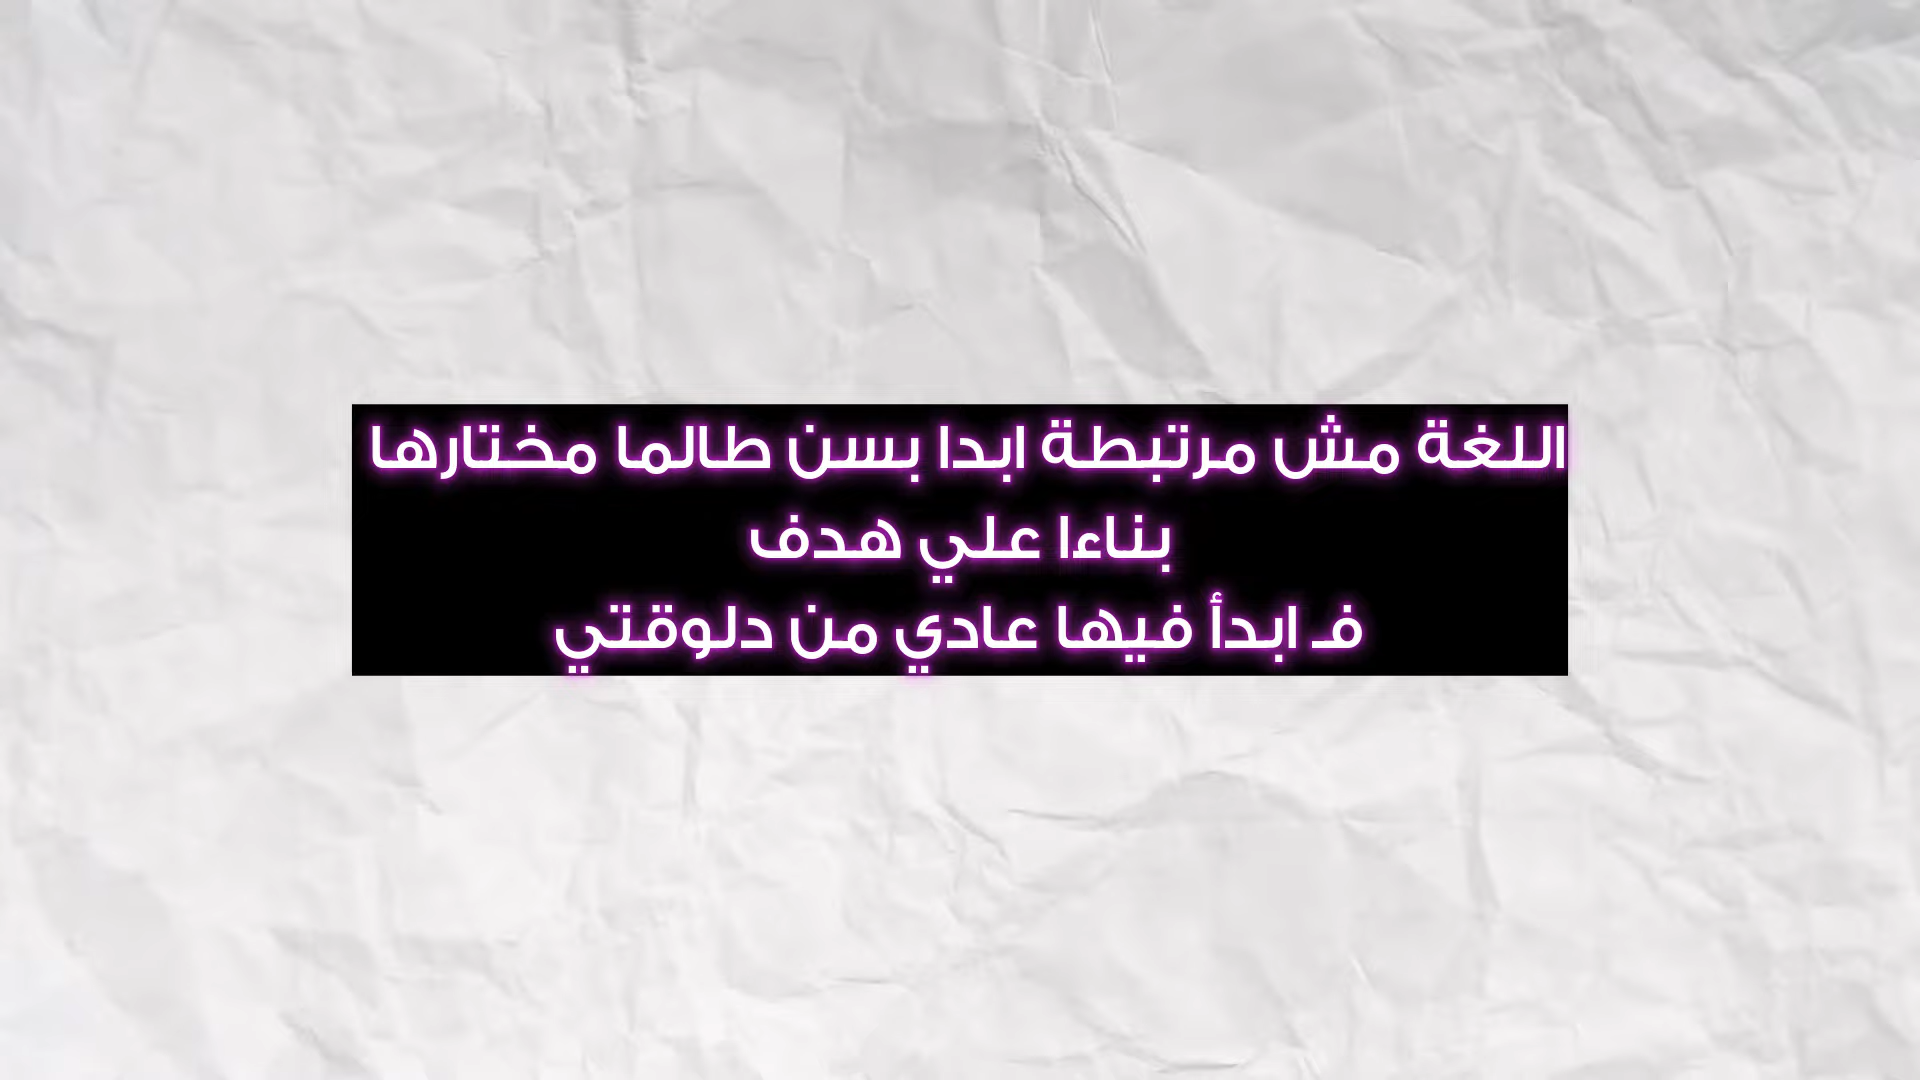 اللغة مش مرتبطة ابدا بسن طالما مختارها
بناءا علي هدف
فـ ابدأ فيها عادي من دلوقتي